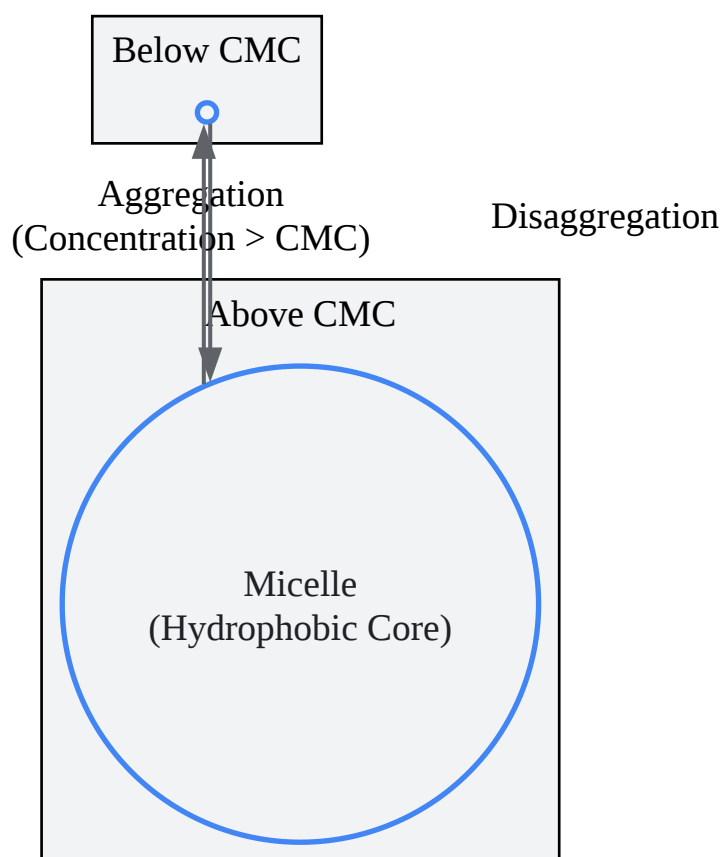 Below CMC
Aggregation
(Concentration > CMC)
Disaggregation
Above CMC
Micelle
(Hydrophobic Core)